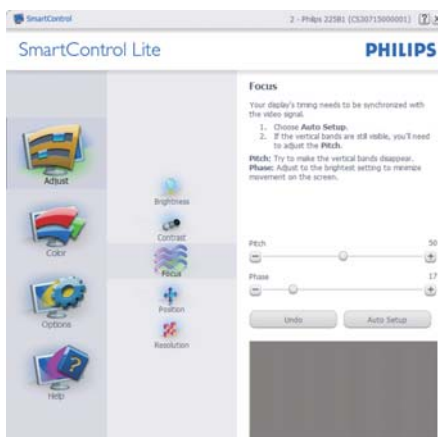 SmartControl
2 - Philips 225B1 (CS30715000001)
SmartControl Lite
PHILIPS
Adjust
Color
Options
Help
Brightness
Contrast
Focus
Position
Resolution
Focus
Your display's timing needs to be synchronized with
the video signal.
1. Choose Auto Setup.
2. If the vertical bands are still visible, you'll need
to adjust the Pitch.
Pitch: Try to make the vertical bands disappear.
Phase: Adjust to the brightest setting to minimize
movement on the screen.
Pitch 50
Phase 17
Undo
Auto Setup